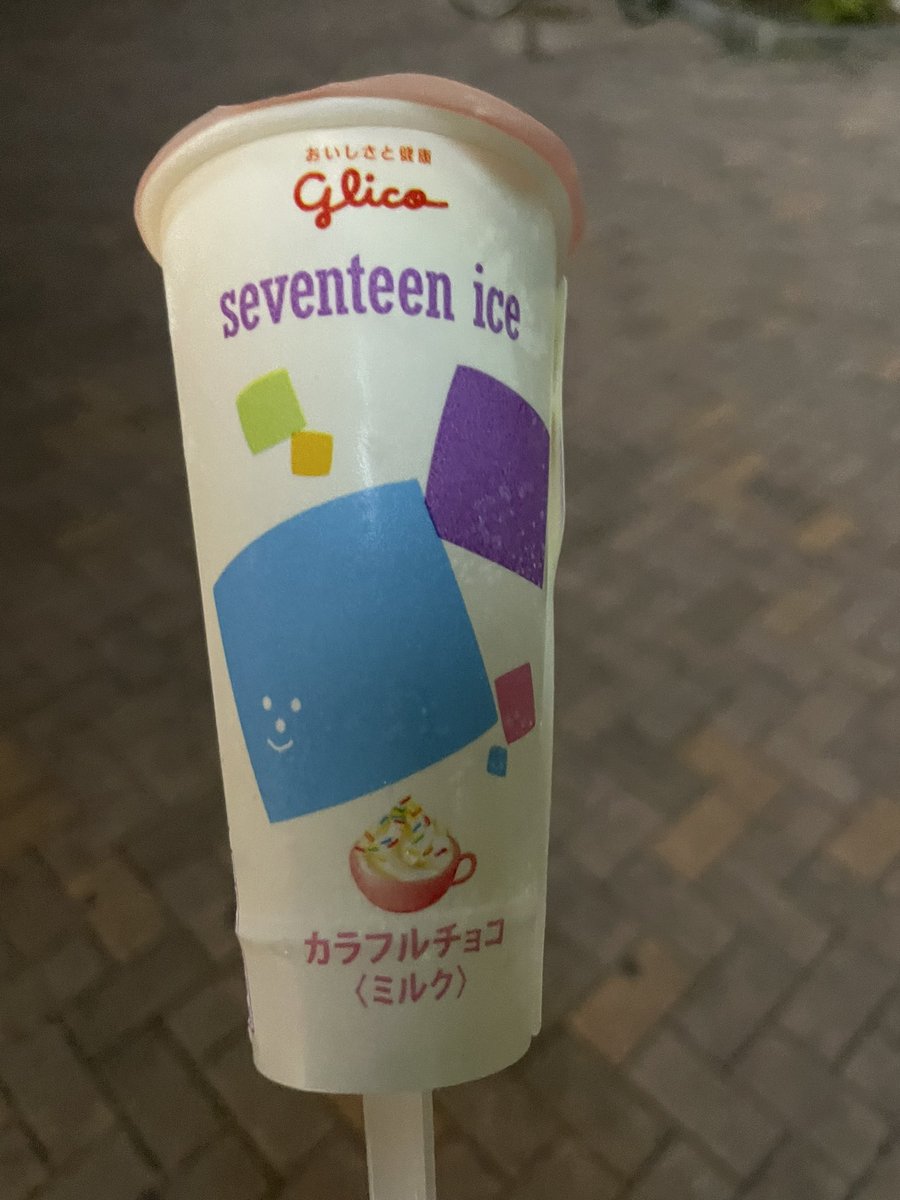 おいしさと健康
Glico
seventeen ice
カラフルチョコ
〈ミルク〉